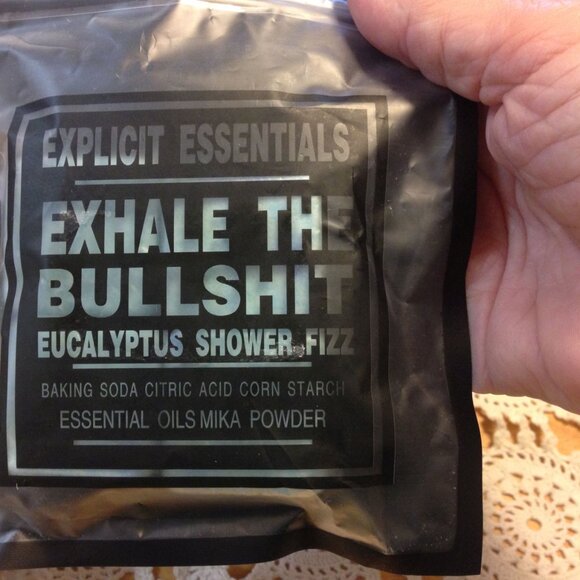 EXPLICIT ESSENTIALS
EXHALE THE
BULLSHIT
EUCALYPTUS SHOWER FIZZ
BAKING SODA CITRIC ACID CORN STARCH
ESSENTIAL OILS MIKA POWDER